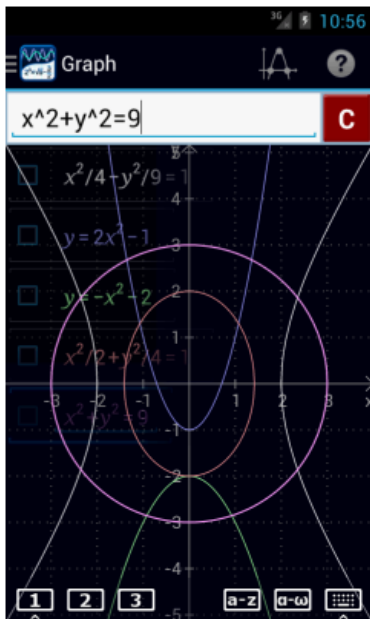 3G 10:56
Graph ?
x^2+y^2=9 C
x²/4-y²/9=1
y=2x²-1
y=-x²-2
x²/2+y²/4=1
x²+y²=9
5
4
3
2
1
-3 -2 -1 1 2 3 x
-1
-2
-3
-4
-5
1 2 3 a-z α-ω